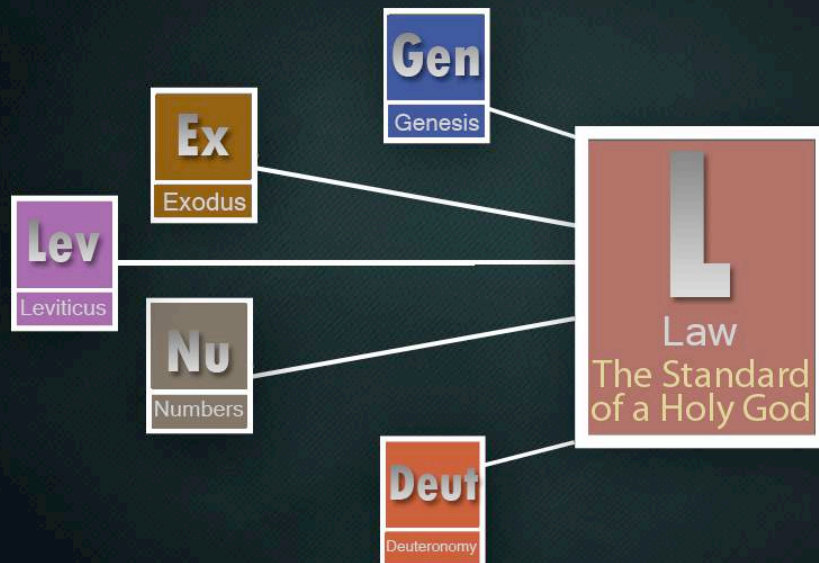 Gen
Genesis
Ex
Exodus
Lev
Leviticus
Nu
Numbers
Deut
Deuteronomy
L
Law
The Standard
of a Holy God